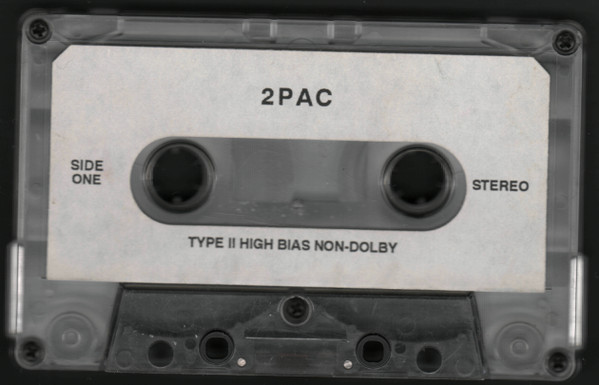 2PAC
SIDE
ONE
STEREO
TYPE II HIGH BIAS NON-DOLBY